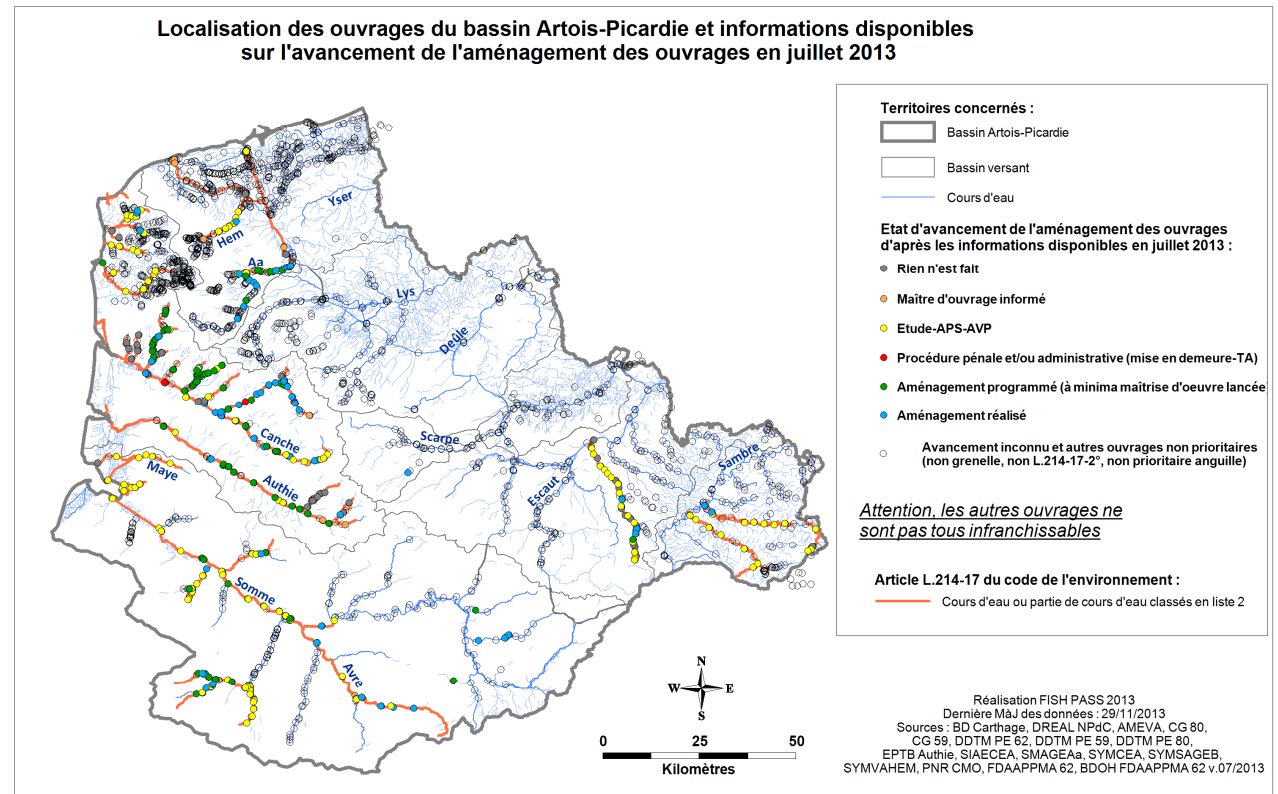 Localisation des ouvrages du bassin Artois-Picardie et informations disponibles
sur l'avancement de l'aménagement des ouvrages en juillet 2013
Territoires concernés :
Bassin Artois-Picardie
Bassin versant
Cours d'eau
Etat d'avancement de l'aménagement des ouvrages
d'après les informations disponibles en juillet 2013 :
Rien n'est fait
Maître d'ouvrage informé
Etude-APS-AVP
Procédure pénale et/ou administrative (mise en demeure-TA)
Aménagement programmé (à minima maîtrise d'oeuvre lancée
Aménagement réalisé
Avancement inconnu et autres ouvrages non prioritaires
(non grenelle, non L.214-17-2°, non prioritaire anguille)
Attention, les autres ouvrages ne
sont pas tous infranchissables
Article L.214-17 du code de l'environnement :
Cours d'eau ou partie de cours d'eau classés en liste 2
Yser
Hem
Aa
Lys
Deûle
Canche
Scarpe
Sambre
Maye
Authie
Escaut
Somme
Avre
N
W E
S
0 25 50
Kilomètres
Réalisation FISH PASS 2013
Dernière MàJ des données : 29/11/2013
Sources : BD Carthage, DREAL NPdC, AMEVA, CG 80,
CG 59, DDTM PE 62, DDTM PE 59, DDTM PE 80,
EPTB Authie, SIAECEA, SMAGEAa, SYMCEA, SYMSAGEB,
SYMVAHEM, PNR CMO, FDAAPPMA 62, BDOH FDAAPPMA 62 v.07/2013